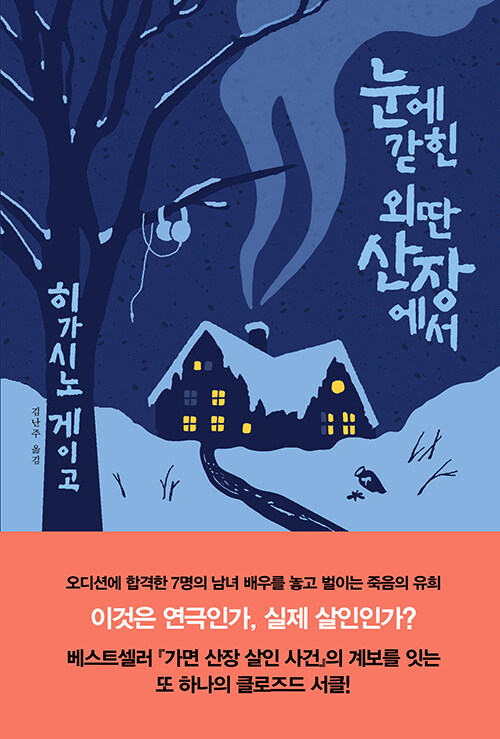 눈에
갇힌
외딴
산장
에서
히가시노 게이고
김난주 옮김
오디션에 합격한 7명의 남녀 배우를 놓고 벌이는 죽음의 유희
이것은 연극인가, 실제 살인인가?
베스트셀러 『가면 산장 살인 사건』의 계보를 잇는
또 하나의 클로즈드 서클!